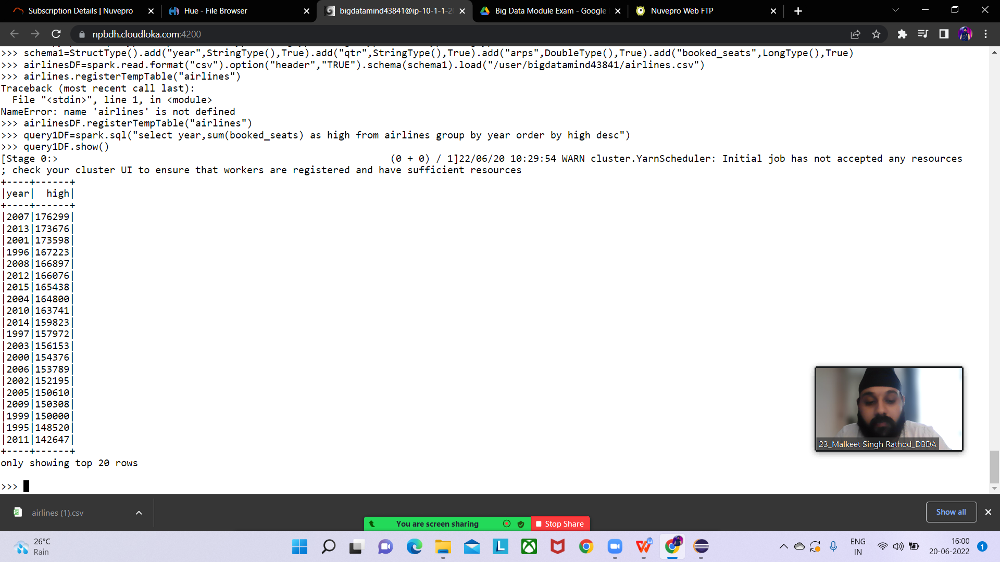 Subscription Details | Nuvepro
Hue - File Browser
bigdatamind43841@ip-10-1-1-20
Big Data Module Exam - Google
Nuvepro Web FTP
npbdh.cloudloka.com:4200
>>> schema1=StructType().add("year",StringType(),True).add("qtr",StringType(),True).add("arps",DoubleType(),True).add("booked_seats",LongType(),True)
>>> airlinesDF=spark.read.format("csv").option("header","TRUE").schema(schema1).load("/user/bigdatamind43841/airlines.csv")
>>> airlines.registerTempTable("airlines")
Traceback (most recent call last):
  File "<stdin>", line 1, in <module>
NameError: name 'airlines' is not defined
>>> airlinesDF.registerTempTable("airlines")
>>> query1DF=spark.sql("select year,sum(booked_seats) as high from airlines group by year order by high desc")
>>> query1DF.show()
[Stage 0:> (0 + 0) / 1]22/06/20 10:29:54 WARN cluster.YarnScheduler: Initial job has not accepted any resources
; check your cluster UI to ensure that workers are registered and have sufficient resources
+----+------+
|year|  high|
+----+------+
|2007|176299|
|2013|173676|
|2001|173598|
|1996|167223|
|2008|166897|
|2012|166076|
|2015|165438|
|2004|164800|
|2010|163741|
|2014|159823|
|1997|157972|
|2003|156153|
|2000|154376|
|2006|153789|
|2002|152195|
|2005|150610|
|2009|150308|
|1999|150000|
|1995|148520|
|2011|142647|
+----+------+
only showing top 20 rows
>>>
23_Malkeet Singh Rathod_DBDA
airlines (1).csv
Show all
You are screen sharing
Stop Share
26°C
Rain
ENG
IN
16:00
20-06-2022
1